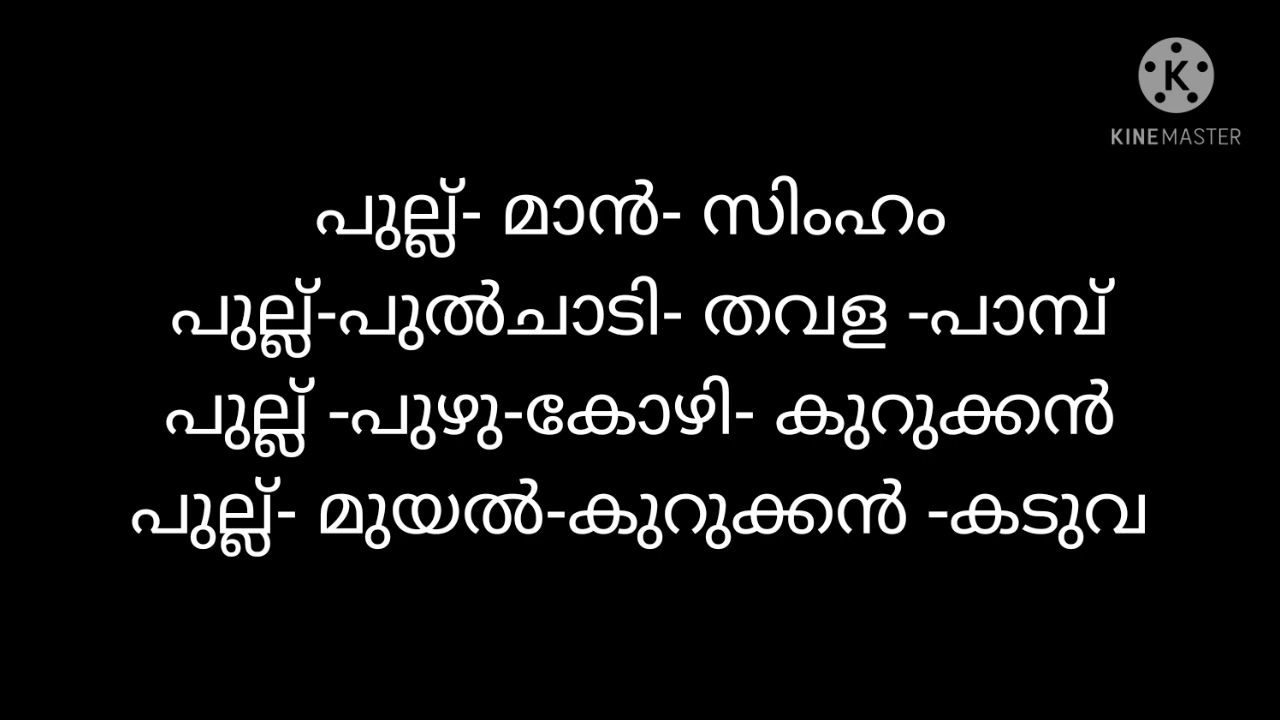 KINEMASTER
പുല്ല്- മാൻ- സിംഹം
പുല്ല്-പുൽചാടി- തവള -പാമ്പ്
പുല്ല് -പുഴു-കോഴി- കുറുക്കൻ
പുല്ല്- മുയൽ-കുറുക്കൻ -കടുവ